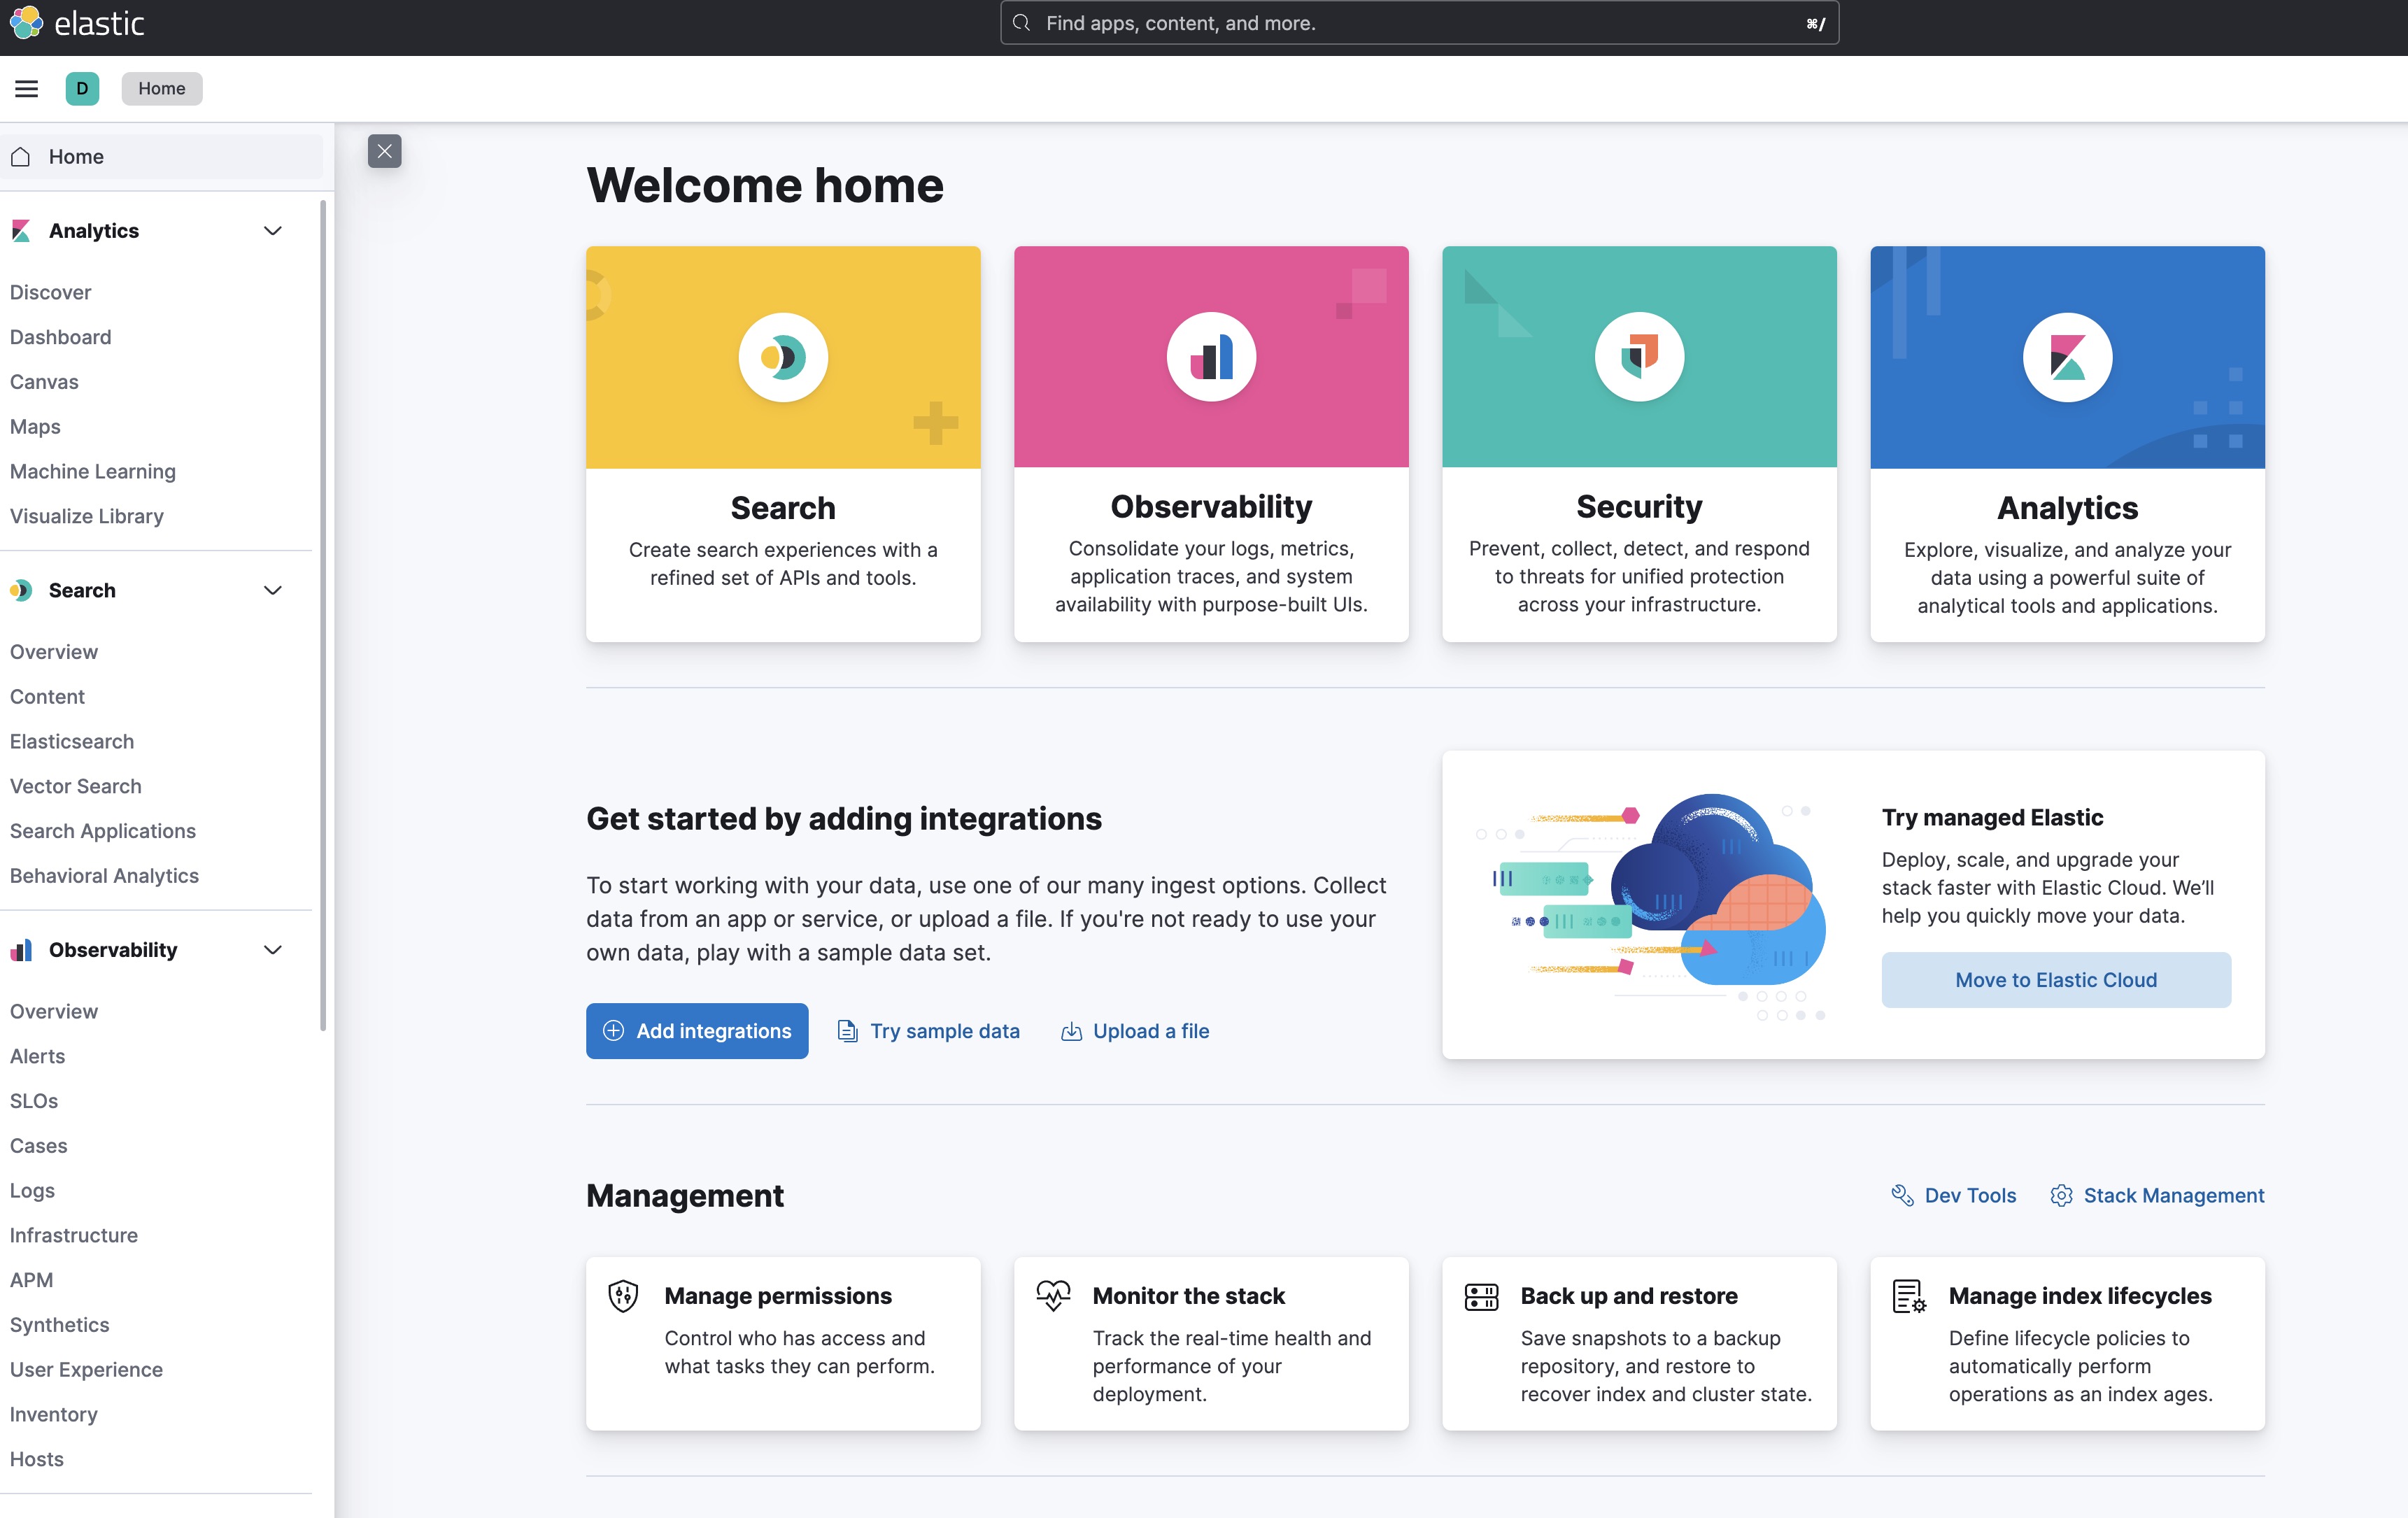 elastic
Find apps, content, and more.
⌘/
D
Home
Home
Analytics
Discover
Dashboard
Canvas
Maps
Machine Learning
Visualize Library
Search
Overview
Content
Elasticsearch
Vector Search
Search Applications
Behavioral Analytics
Observability
Overview
Alerts
SLOs
Cases
Logs
Infrastructure
APM
Synthetics
User Experience
Inventory
Hosts
Welcome home
Search
Create search experiences with a
refined set of APIs and tools.
Observability
Consolidate your logs, metrics,
application traces, and system
availability with purpose-built UIs.
Security
Prevent, collect, detect, and respond
to threats for unified protection
across your infrastructure.
Analytics
Explore, visualize, and analyze your
data using a powerful suite of
analytical tools and applications.
Get started by adding integrations
To start working with your data, use one of our many ingest options. Collect
data from an app or service, or upload a file. If you're not ready to use your
own data, play with a sample data set.
Add integrations
Try sample data
Upload a file
Try managed Elastic
Deploy, scale, and upgrade your
stack faster with Elastic Cloud. We’ll
help you quickly move your data.
Move to Elastic Cloud
Management
Dev Tools
Stack Management
Manage permissions
Control who has access and
what tasks they can perform.
Monitor the stack
Track the real-time health and
performance of your
deployment.
Back up and restore
Save snapshots to a backup
repository, and restore to
recover index and cluster state.
Manage index lifecycles
Define lifecycle policies to
automatically perform
operations as an index ages.